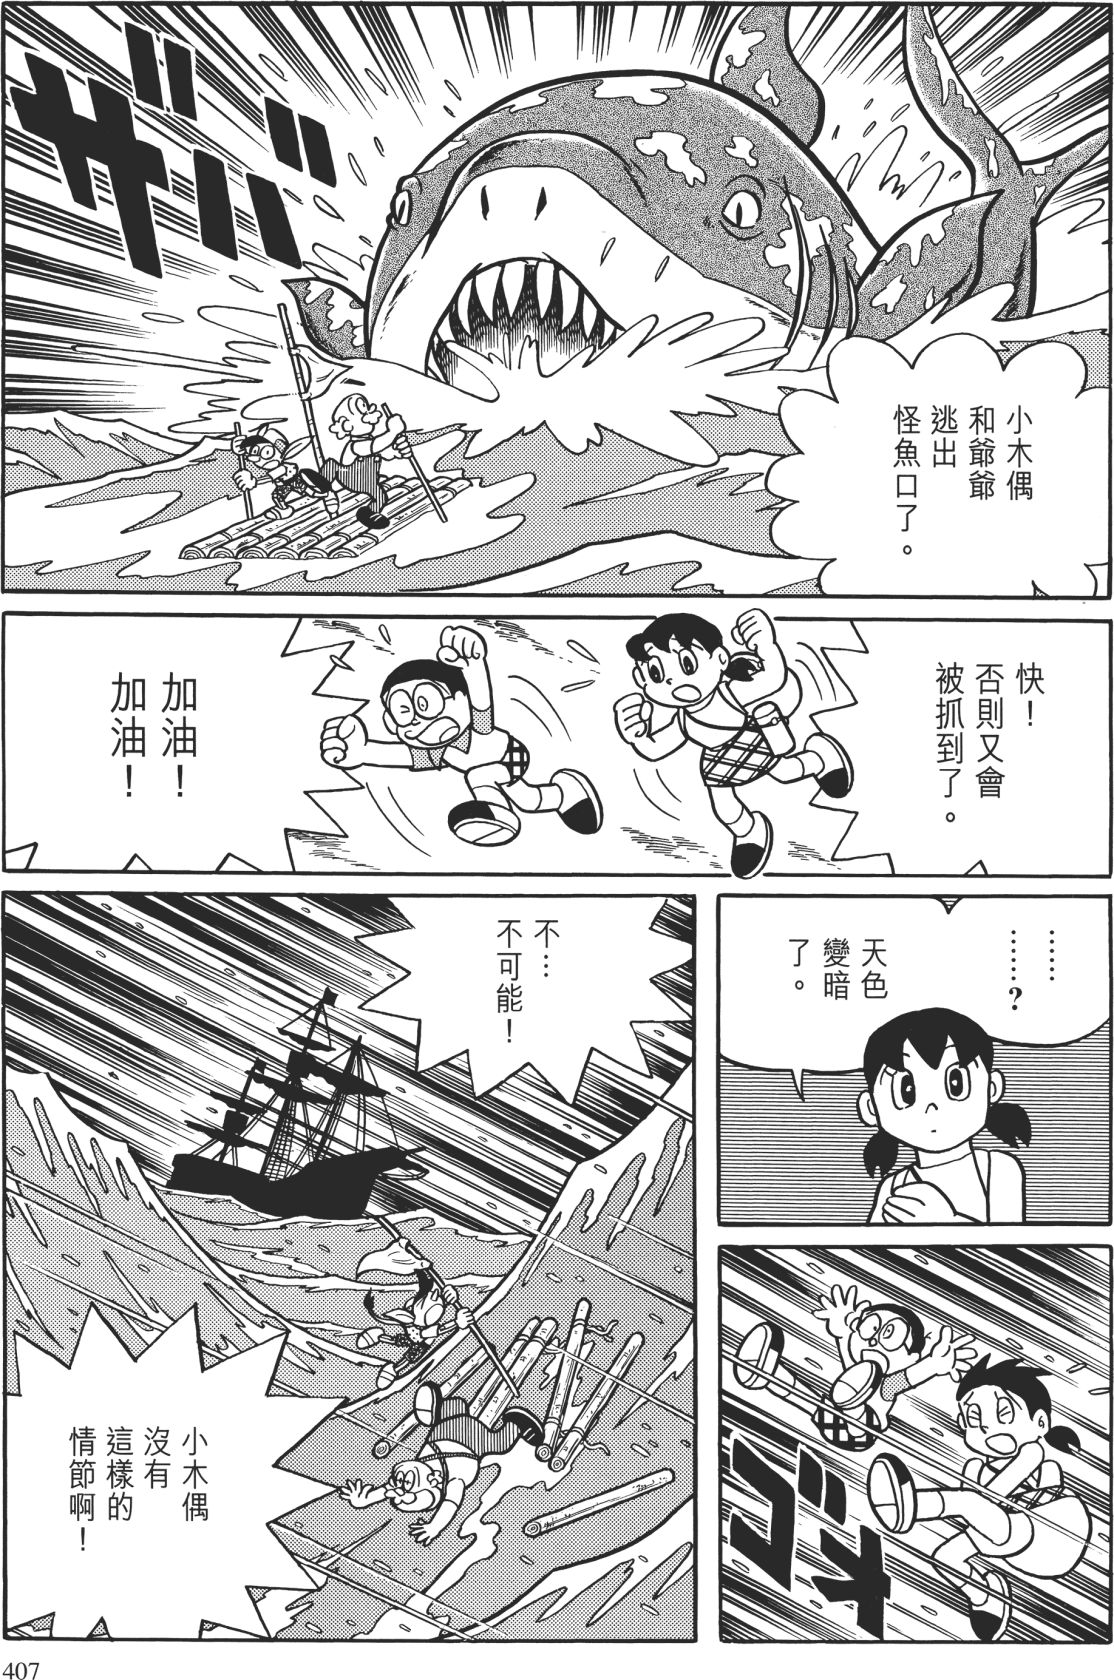 ザバ
小木偶
和爺爺
逃出
怪魚口了。
快！
否則又會
被抓到了。
加油！
加油！
……
……?
天色
變暗
了。
ゴオ
不…
不可能！
小木偶
沒有
這樣的
情節啊！
407